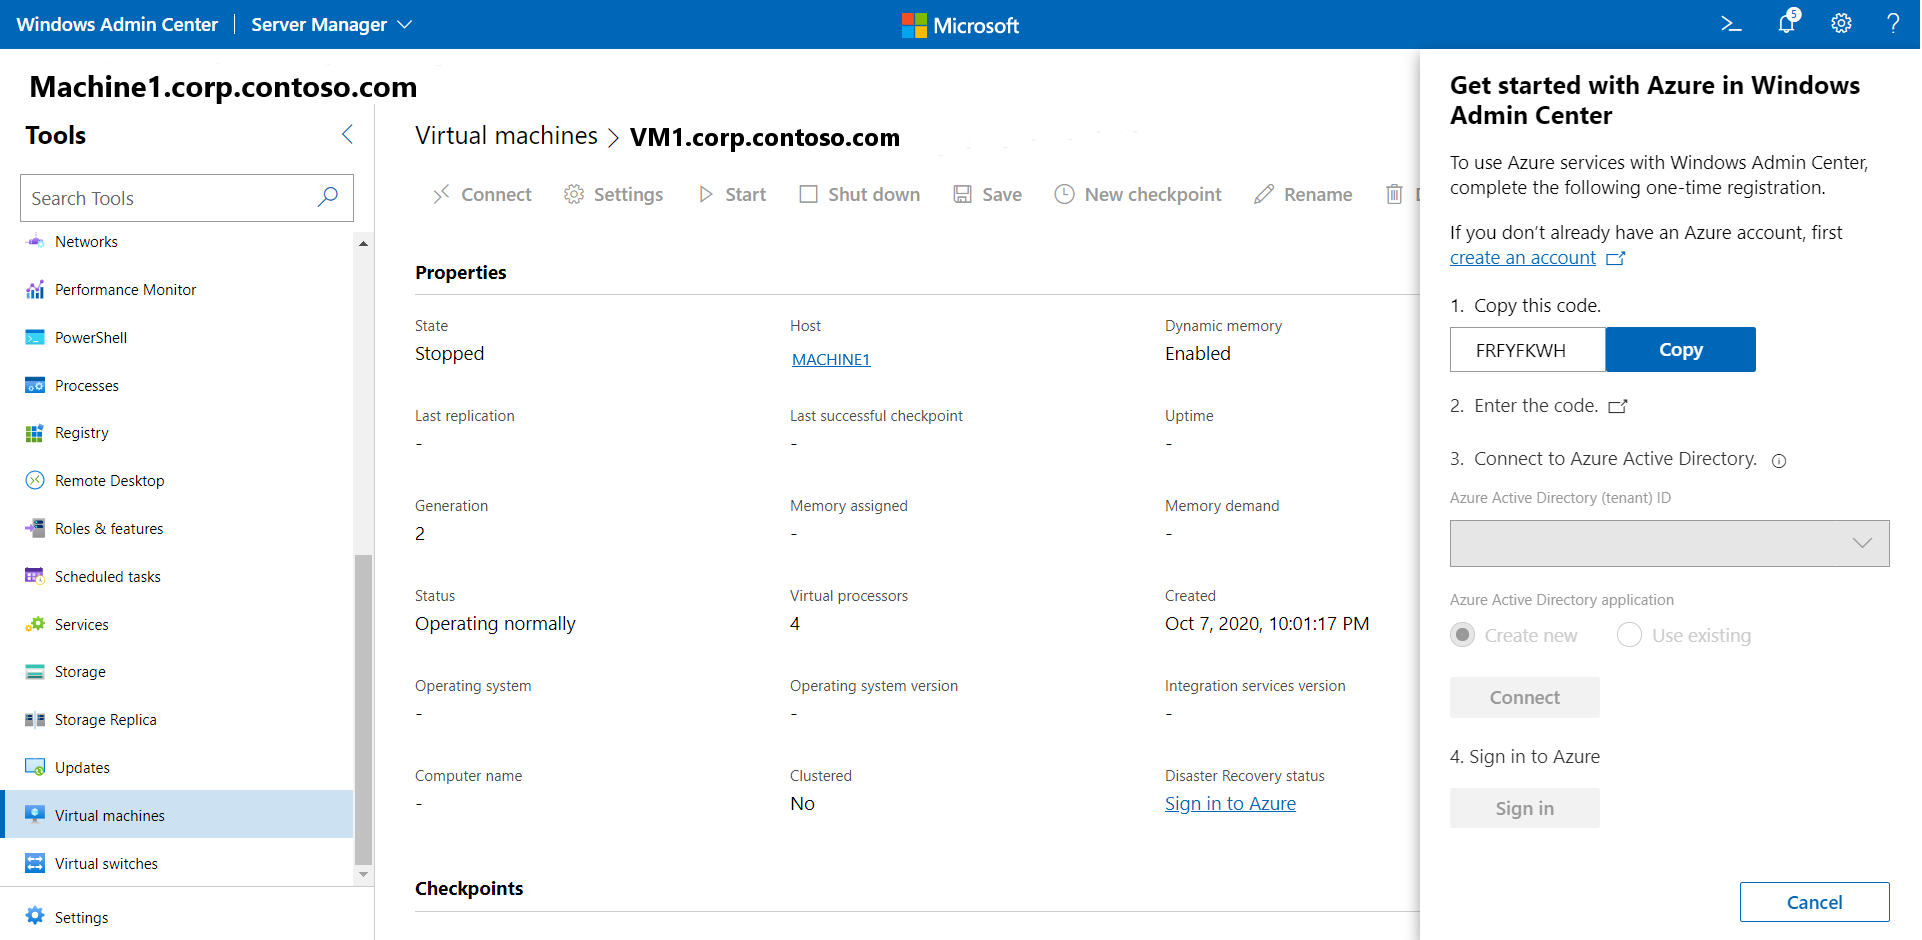 Windows Admin Center
Server Manager
Microsoft
5
Machine1.corp.contoso.com
Tools
Search Tools
Networks
Performance Monitor
PowerShell
Processes
Registry
Remote Desktop
Roles & features
Scheduled tasks
Services
Storage
Storage Replica
Updates
Virtual machines
Virtual switches
Settings
Virtual machines > VM1.corp.contoso.com
Connect Settings Start Shut down Save New checkpoint Rename
Properties
State Host Dynamic memory
Stopped MACHINE1 Enabled
Last replication Last successful checkpoint Uptime
- - -
Generation Memory assigned Memory demand
2 - -
Status Virtual processors Created
Operating normally 4 Oct 7, 2020, 10:01:17 PM
Operating system Operating system version Integration services version
- - -
Computer name Clustered Disaster Recovery status
- No Sign in to Azure
Checkpoints
Get started with Azure in Windows
Admin Center
To use Azure services with Windows Admin Center,
complete the following one-time registration.
If you don't already have an Azure account, first
create an account
1. Copy this code.
FRFYFKWH Copy
2. Enter the code.
3. Connect to Azure Active Directory.
Azure Active Directory (tenant) ID
Azure Active Directory application
Create new Use existing
Connect
4. Sign in to Azure
Sign in
Cancel